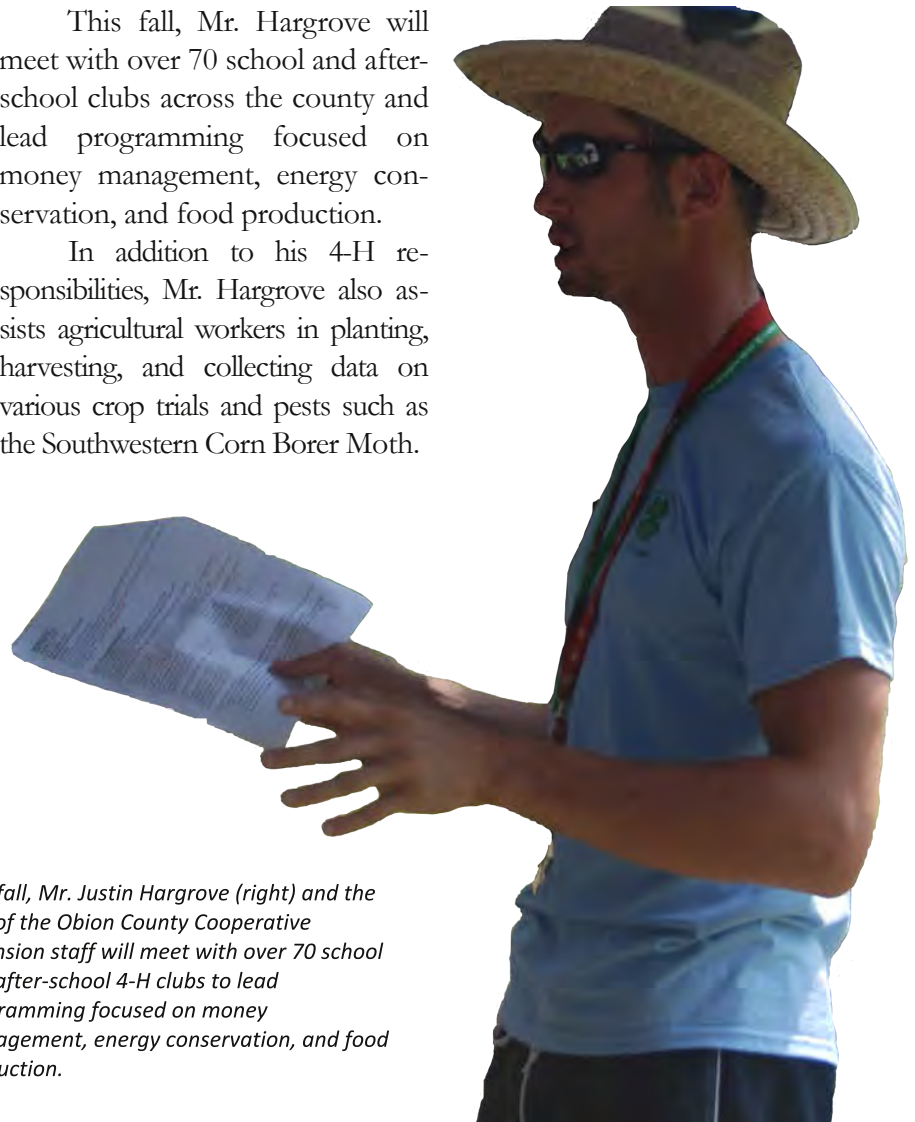 This fall, Mr. Hargrove will
meet with over 70 school and after-
school clubs across the county and
lead programming focused on
money management, energy con-
servation, and food production.
In addition to his 4-H re-
sponsibilities, Mr. Hargrove also as-
sists agricultural workers in planting,
harvesting, and collecting data on
various crop trials and pests such as
the Southwestern Corn Borer Moth.
fall, Mr. Justin Hargrove (right) and the
of the Obion County Cooperative
nsion staff will meet with over 70 school
after-school 4-H clubs to lead
ramming focused on money
agement, energy conservation, and food
uction.